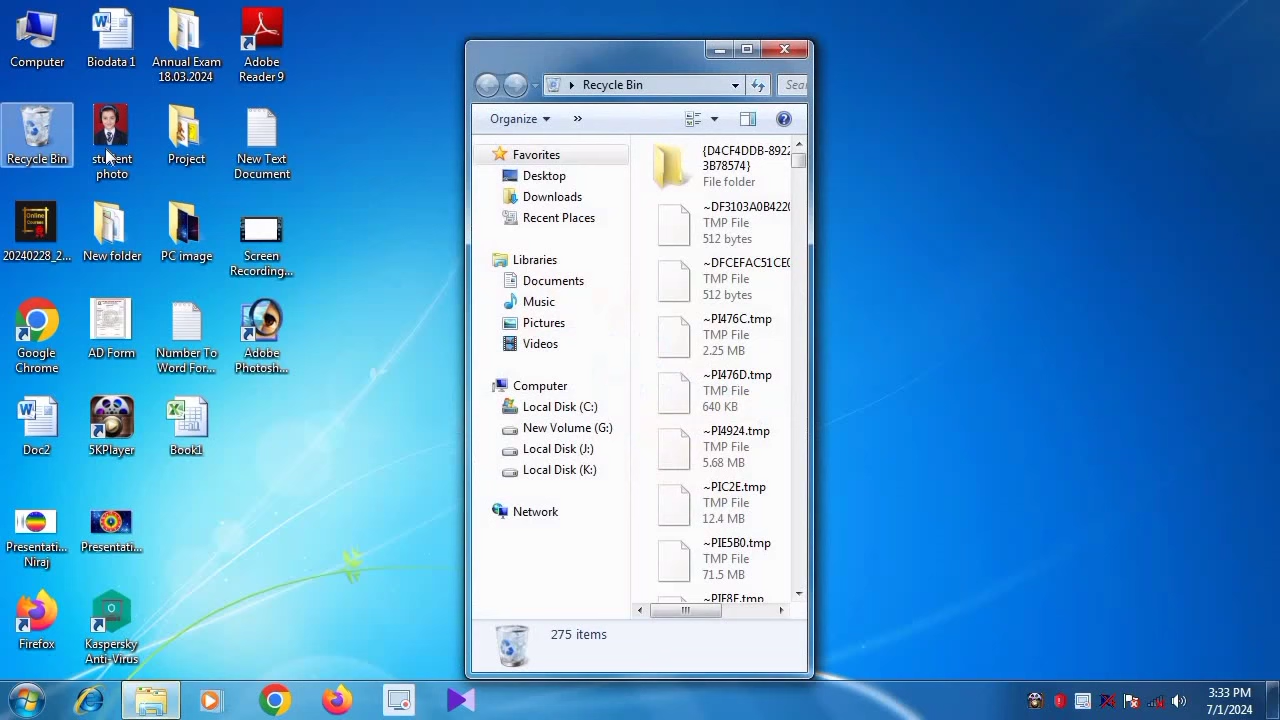 Computer
Biodata 1
Annual Exam
18.03.2024
Adobe
Reader 9
Recycle Bin
student
photo
Project
New Text
Document
Online
Courses
20240228_2...
New folder
PC image
Screen
Recording...
Google
Chrome
AD Form
Number To
Word For...
Adobe
Photosh...
Doc2
5KPlayer
Book1
Presentati...
Niraj
Presentati...
Firefox
Kaspersky
Anti-Virus
Recycle Bin
Sear
Organize
»
Favorites
Desktop
Downloads
Recent Places
Libraries
Documents
Music
Pictures
Videos
Computer
Local Disk (C:)
New Volume (G:)
Local Disk (J:)
Local Disk (K:)
Network
{D4CF4DDB-8922
3B78574}
File folder
~DF3103A0B4220
TMP File
512 bytes
~DFCEFAC51CE0
TMP File
512 bytes
~PI476C.tmp
TMP File
2.25 MB
~PI476D.tmp
TMP File
640 KB
~PI4924.tmp
TMP File
5.68 MB
~PIC2E.tmp
TMP File
12.4 MB
~PIE5B0.tmp
TMP File
71.5 MB
275 items
3:33 PM
7/1/2024